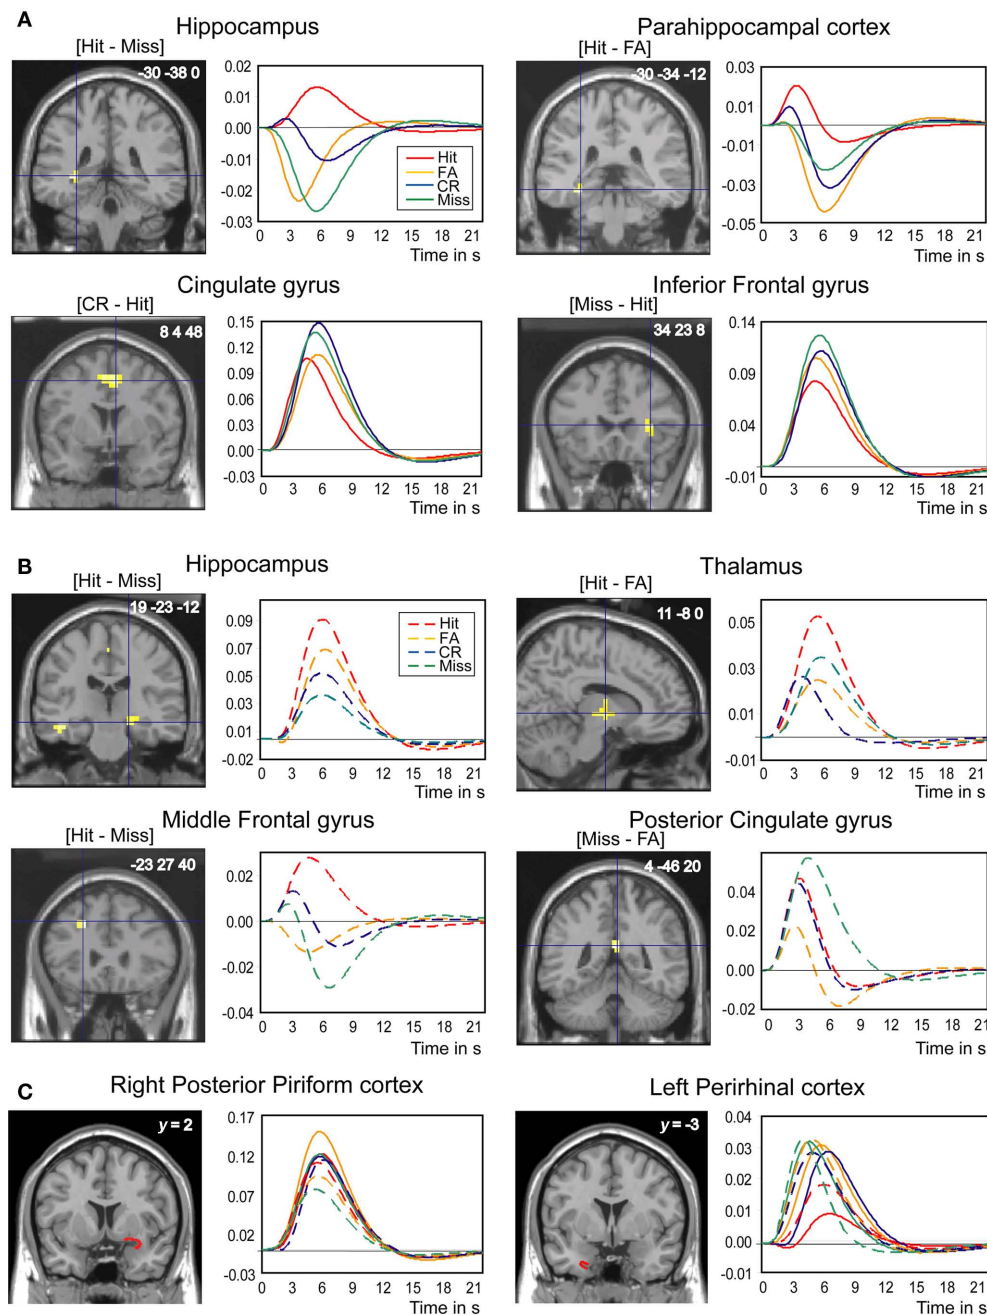 A
Hippocampus
[Hit - Miss]
-30 -38 0
0.02
0.01
0.00
-0.01
-0.02
-0.03
Hit
FA
CR
Miss
0 3 6 9 12 15 18 21
Time in s
Parahippocampal cortex
[Hit - FA]
-30 -34 -12
0.03
0.01
-0.01
-0.03
-0.05
0 3 6 9 12 15 18 21
Time in s
Cingulate gyrus
[CR - Hit]
8 4 48
0.15
0.12
0.09
0.06
0.03
0.00
-0.03
0 3 6 9 12 15 18 21
Time in s
Inferior Frontal gyrus
[Miss - Hit]
34 23 8
0.14
0.09
0.04
-0.01
0 3 6 9 12 15 18 21
Time in s
B
Hippocampus
[Hit - Miss]
19 -23 -12
0.09
0.07
0.05
0.03
0.01
-0.02
Hit
FA
CR
Miss
0 3 6 9 12 15 18 21
Time in s
Thalamus
[Hit - FA]
11 -8 0
0.05
0.03
0.01
-0.01
0 3 6 9 12 15 18 21
Time in s
Middle Frontal gyrus
[Hit - Miss]
-23 27 40
0.02
0.00
-0.02
-0.04
0 3 6 9 12 15 18 21
Time in s
Posterior Cingulate gyrus
[Miss - FA]
4 -46 20
0.04
0.02
0.00
-0.02
0 3 6 9 12 15 18 21
Time in s
C
Right Posterior Piriform cortex
y = 2
0.17
0.12
0.07
0.02
-0.03
0 3 6 9 12 15 18 21
Time in s
Left Perirhinal cortex
y = -3
0.04
0.03
0.02
0.01
0.00
-0.01
0 3 6 9 12 15 18 21
Time in s